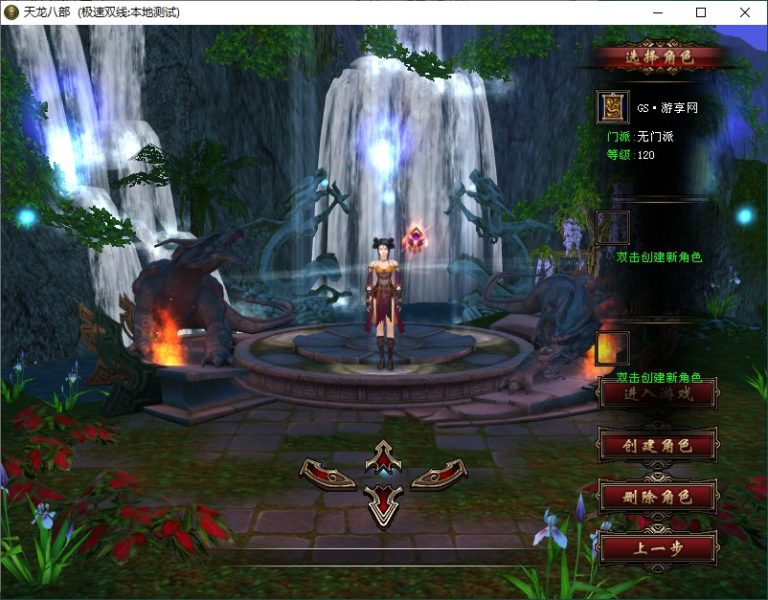 天龙八部 (极速双线:本地测试)
选择角色
GS·游享网
门派:无门派
等级:120
双击创建新角色
双击创建新角色
进入游戏
创建角色
删除角色
上一步